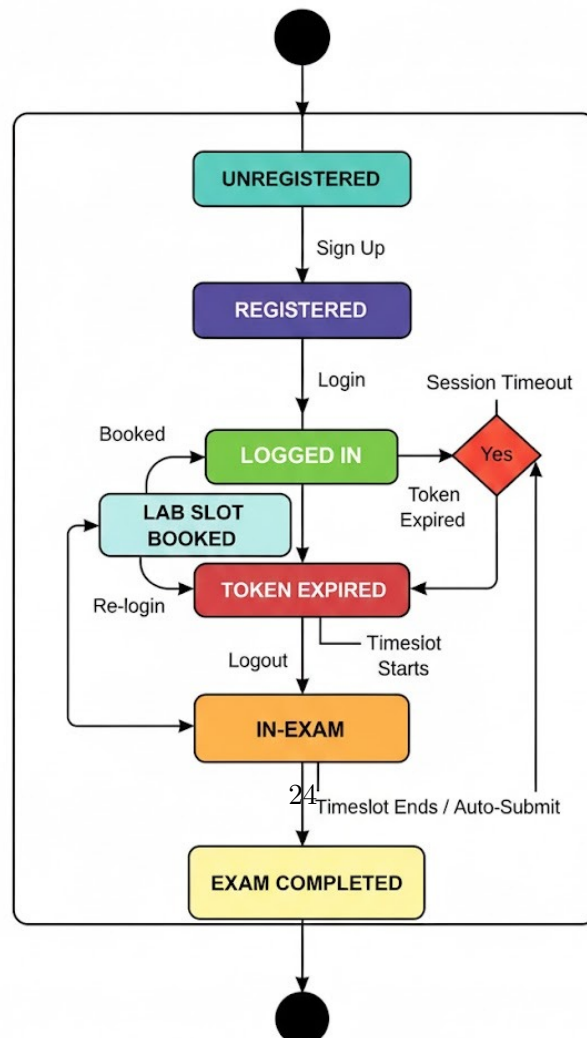 UNREGISTERED
Sign Up
REGISTERED
Login
Session Timeout
Booked
LOGGED IN
Yes
Token
Expired
LAB SLOT
BOOKED
TOKEN EXPIRED
Re-login
Timeslot
Starts
Logout
IN-EXAM
24
Timeslot Ends / Auto-Submit
EXAM COMPLETED